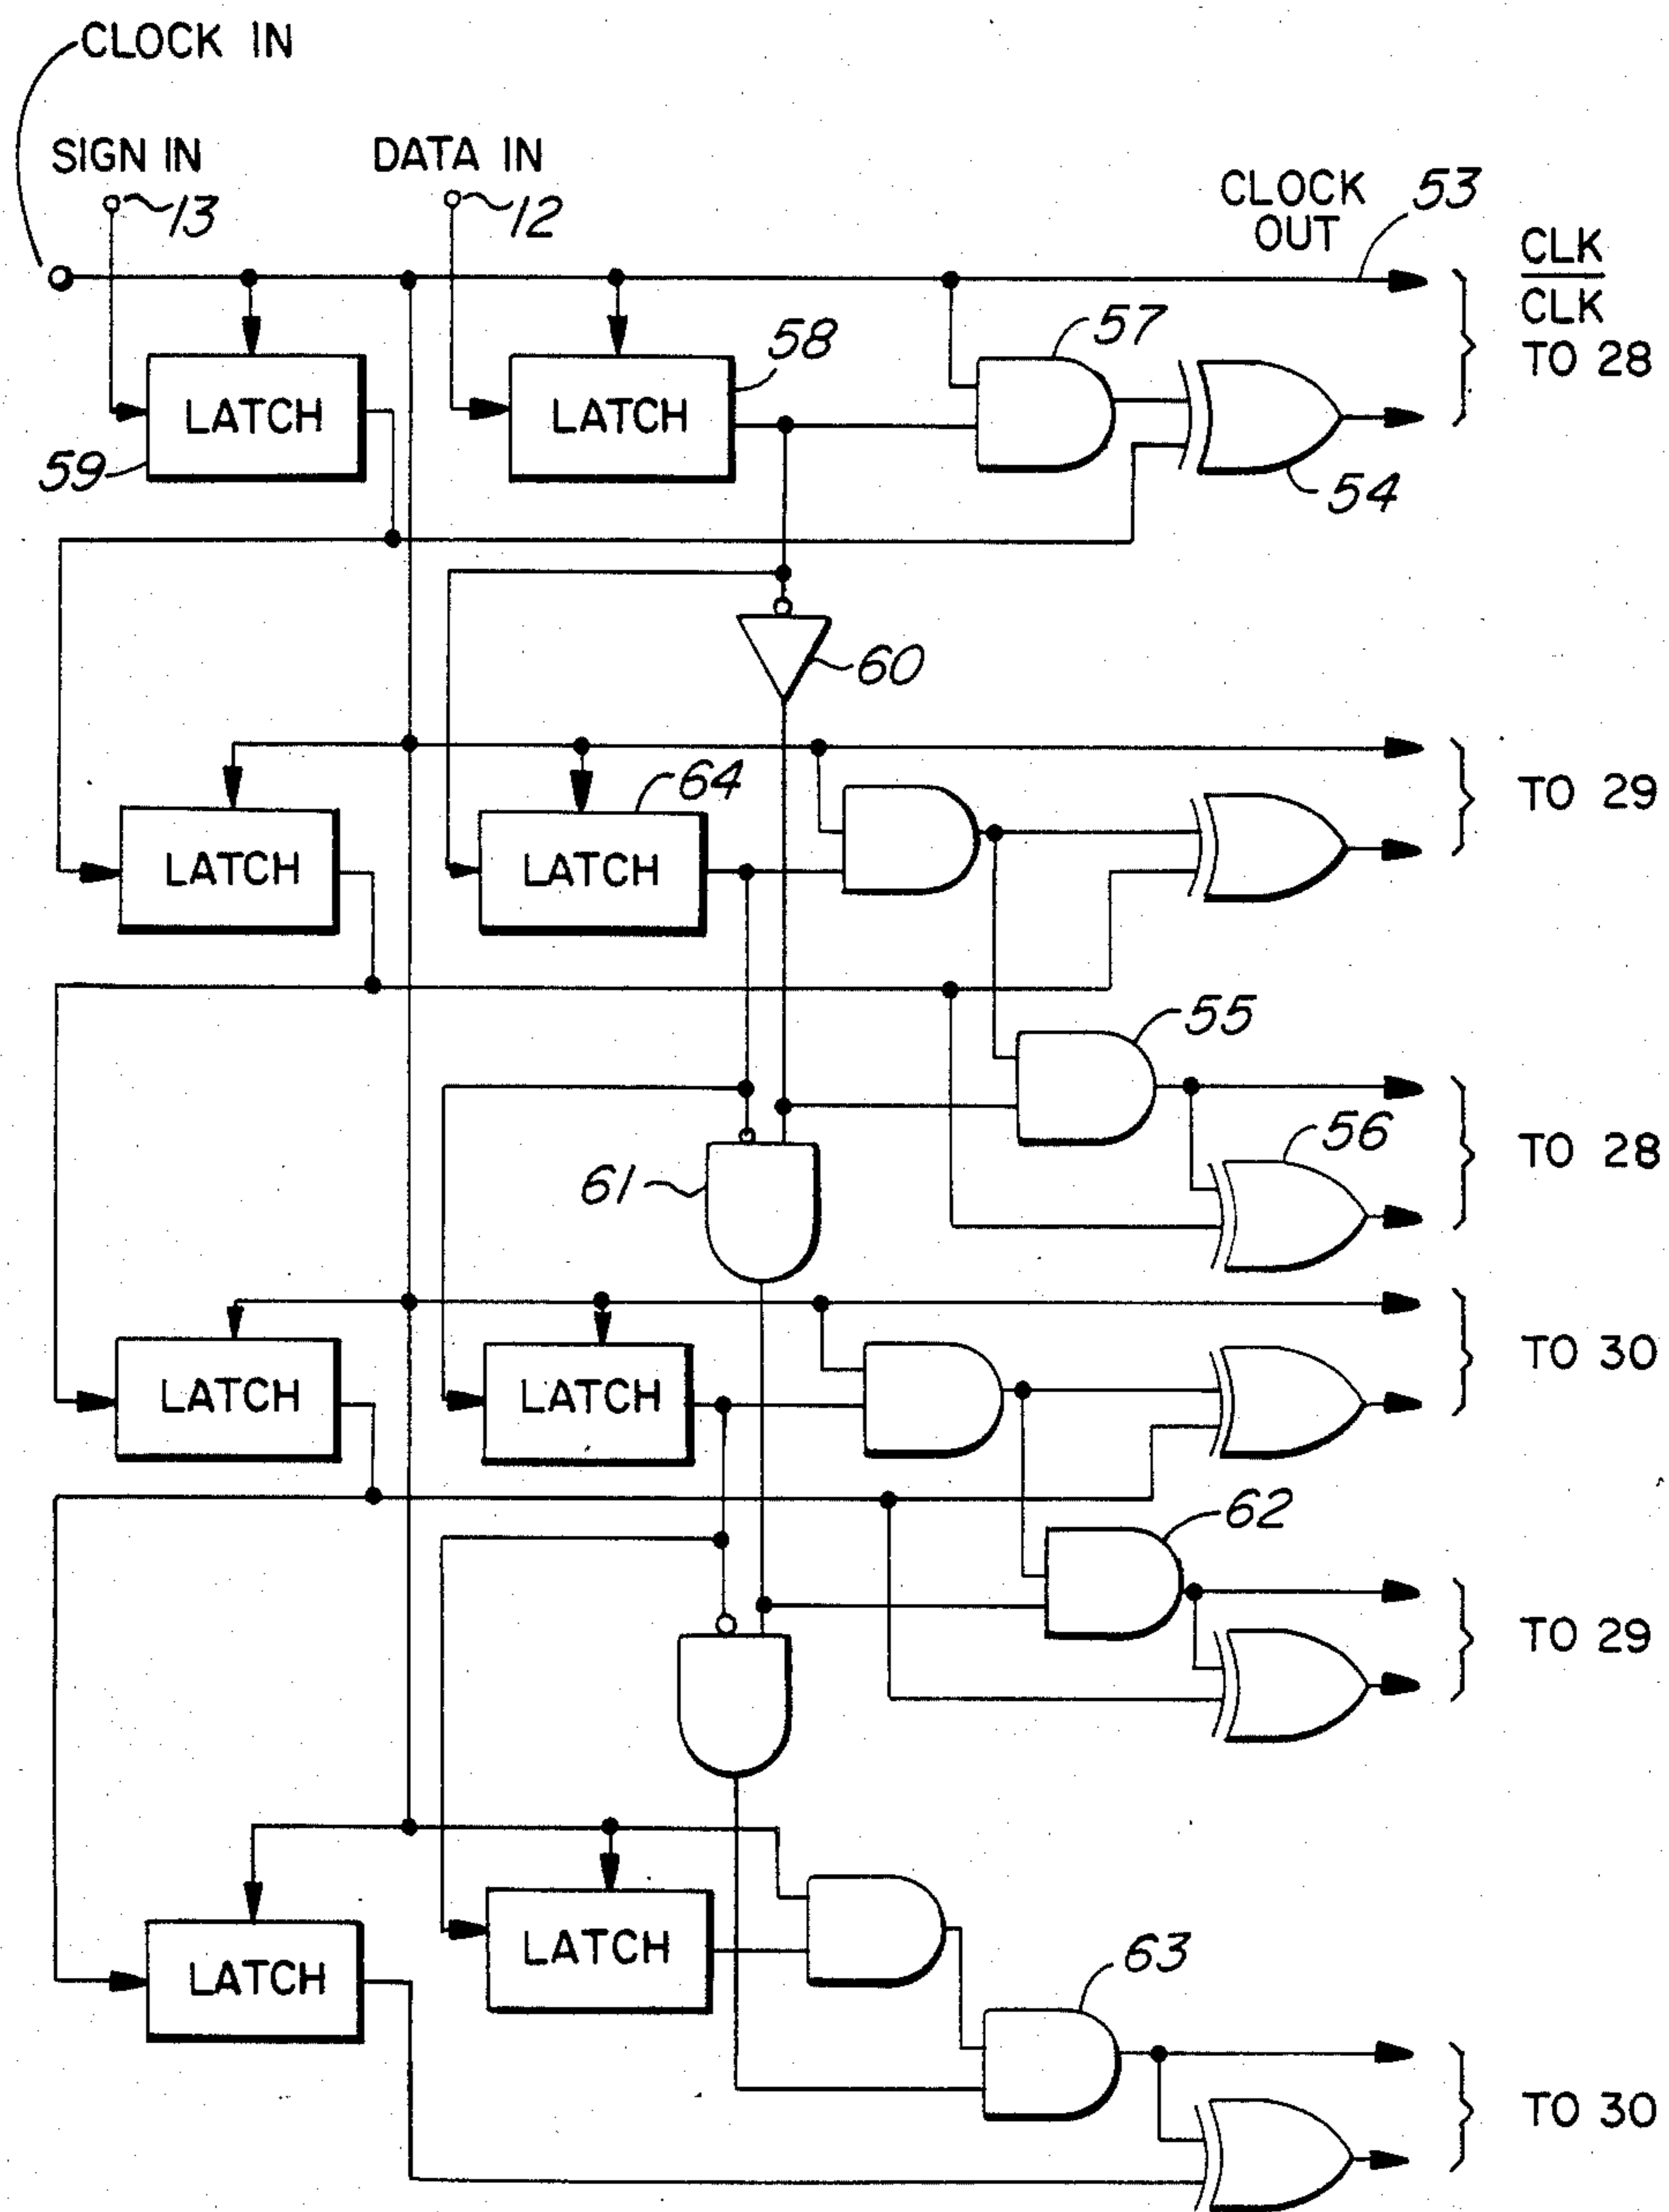 CLOCK IN
SIGN IN
DATA IN
13
12
CLOCK
OUT
53
CLK
CLK
TO 28
58
57
LATCH
LATCH
59
54
60
64
TO 29
LATCH
LATCH
55
56
TO 28
61
LATCH
LATCH
TO 30
62
TO 29
LATCH
LATCH
63
TO 30